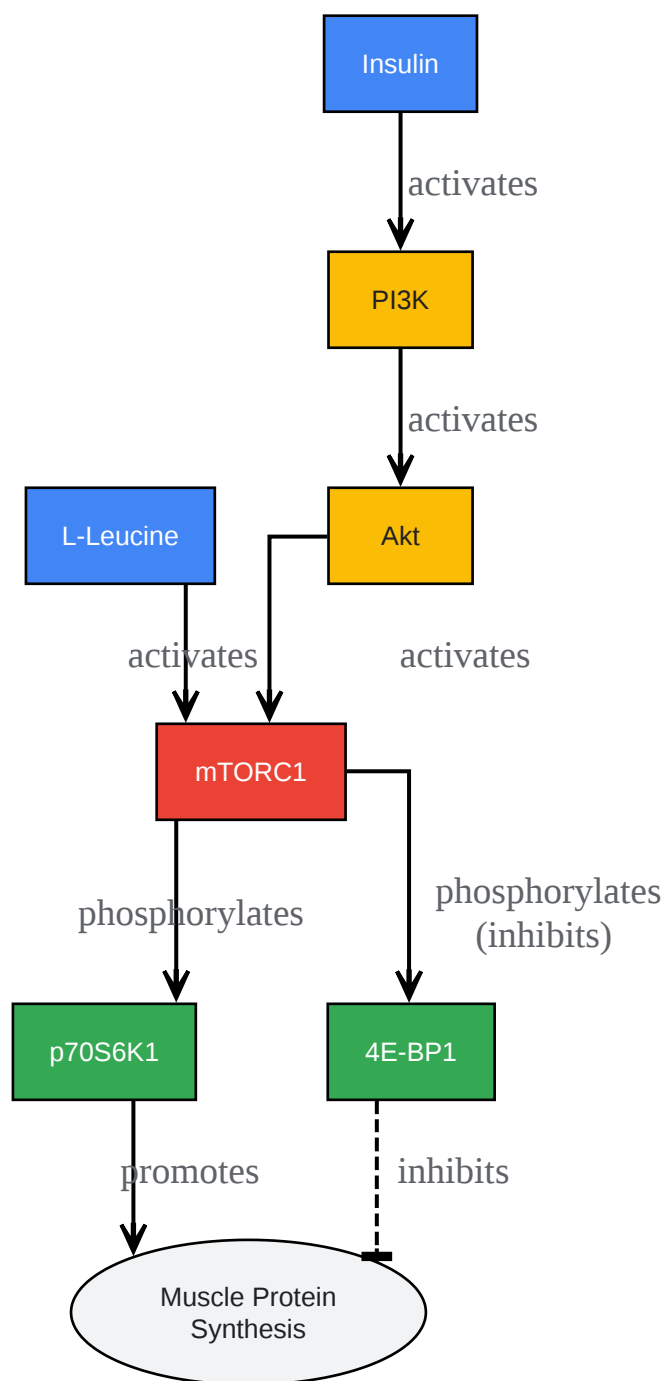 Insulin
activates
PI3K
activates
L-Leucine
Akt
activates
activates
mTORC1
phosphorylates
phosphorylates
(inhibits)
p70S6K1
4E-BP1
promotes
inhibits
Muscle Protein
Synthesis